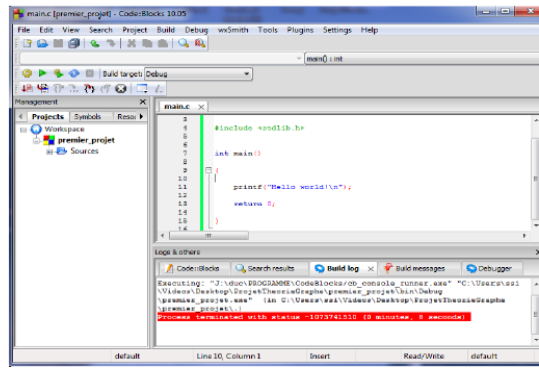 main.c [premier_projet] - Code::Blocks 10.05
File Edit View Search Project Build Debug wxSmith Tools Plugins Settings Help
main() : int
Build target: Debug
Management
main.c
Projects Symbols Resou
Workspace
premier_projet
Sources
3
4 #include <stdlib.h>
5
6
7 int main()
8
9 {
10
11 printf("Hello world!\n");
12
13 return 0;
14
15 }
16
Logs & others
Code::Blocks Search results Build log Build messages Debugger
Executing: "J:\duc\PROGRAMME\CodeBlocks/cb_console_runner.exe" "C:\Users\ssi
\Videos\Desktop\ProjetTheorieGraphe\premier_projet\bin\Debug
\premier_projet.exe" (in C:\Users\ssi\Videos\Desktop\ProjetTheorieGraphe
\premier_projet\.)
Process terminated with status -1073741510 (0 minutes, 8 seconds)
default Line 10, Column 1 Insert Read/Write default